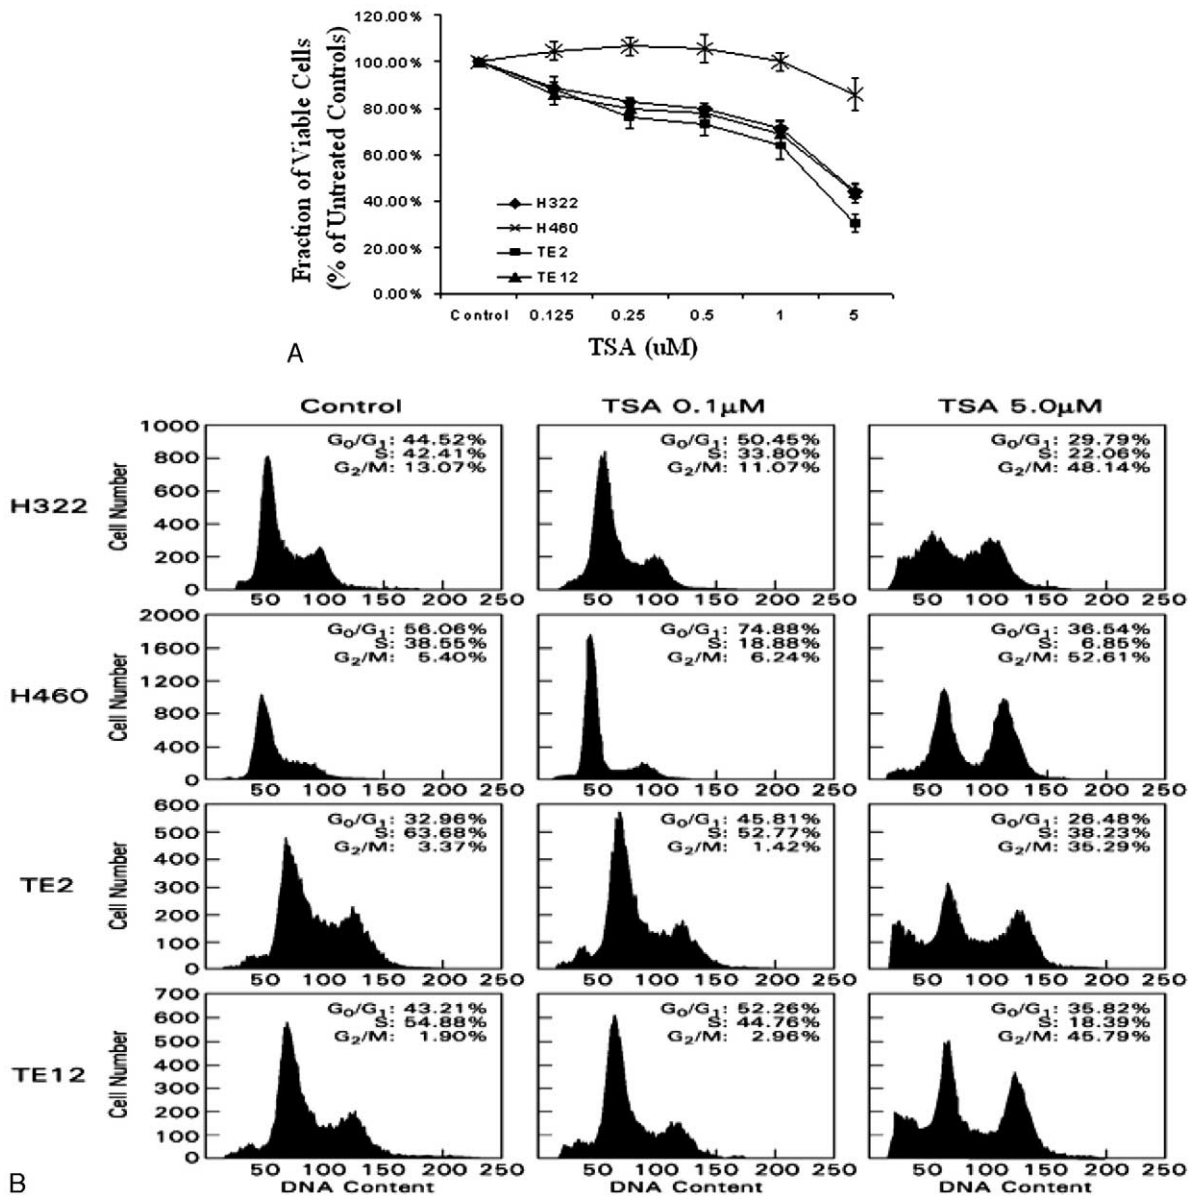 120.00%
100.00%
80.00%
60.00%
40.00%
20.00%
0.00%
Fraction of Viable Cells
(% of Untreated Controls)
H322
H460
TE2
TE12
Control 0.125 0.25 0.5 1 5
TSA (uM)
A
Control TSA 0.1μM TSA 5.0μM
H322
Cell Number
1000
800
600
400
200
0
G0/G1: 44.52%
S: 42.41%
G2/M: 13.07%
50 100 150 200 250
G0/G1: 50.45%
S: 33.80%
G2/M: 11.07%
50 100 150 200 250
G0/G1: 29.79%
S: 22.06%
G2/M: 48.14%
50 100 150 200 250
H460
Cell Number
2000
1600
1200
800
400
0
G0/G1: 56.06%
S: 38.55%
G2/M: 5.40%
50 100 150 200 250
G0/G1: 74.88%
S: 18.88%
G2/M: 6.24%
50 100 150 200 250
G0/G1: 36.54%
S: 6.85%
G2/M: 52.61%
50 100 150 200 250
TE2
Cell Number
600
500
400
300
200
100
0
G0/G1: 32.96%
S: 63.68%
G2/M: 3.37%
50 100 150 200 250
G0/G1: 45.81%
S: 52.77%
G2/M: 1.42%
50 100 150 200 250
G0/G1: 26.48%
S: 38.23%
G2/M: 35.29%
50 100 150 200 250
TE12
Cell Number
700
600
500
400
300
200
100
0
G0/G1: 43.21%
S: 54.88%
G2/M: 1.90%
50 100 150 200 250
DNA Content
G0/G1: 52.26%
S: 44.76%
G2/M: 2.96%
50 100 150 200 250
DNA Content
G0/G1: 35.82%
S: 18.39%
G2/M: 45.79%
50 100 150 200 250
DNA Content
B